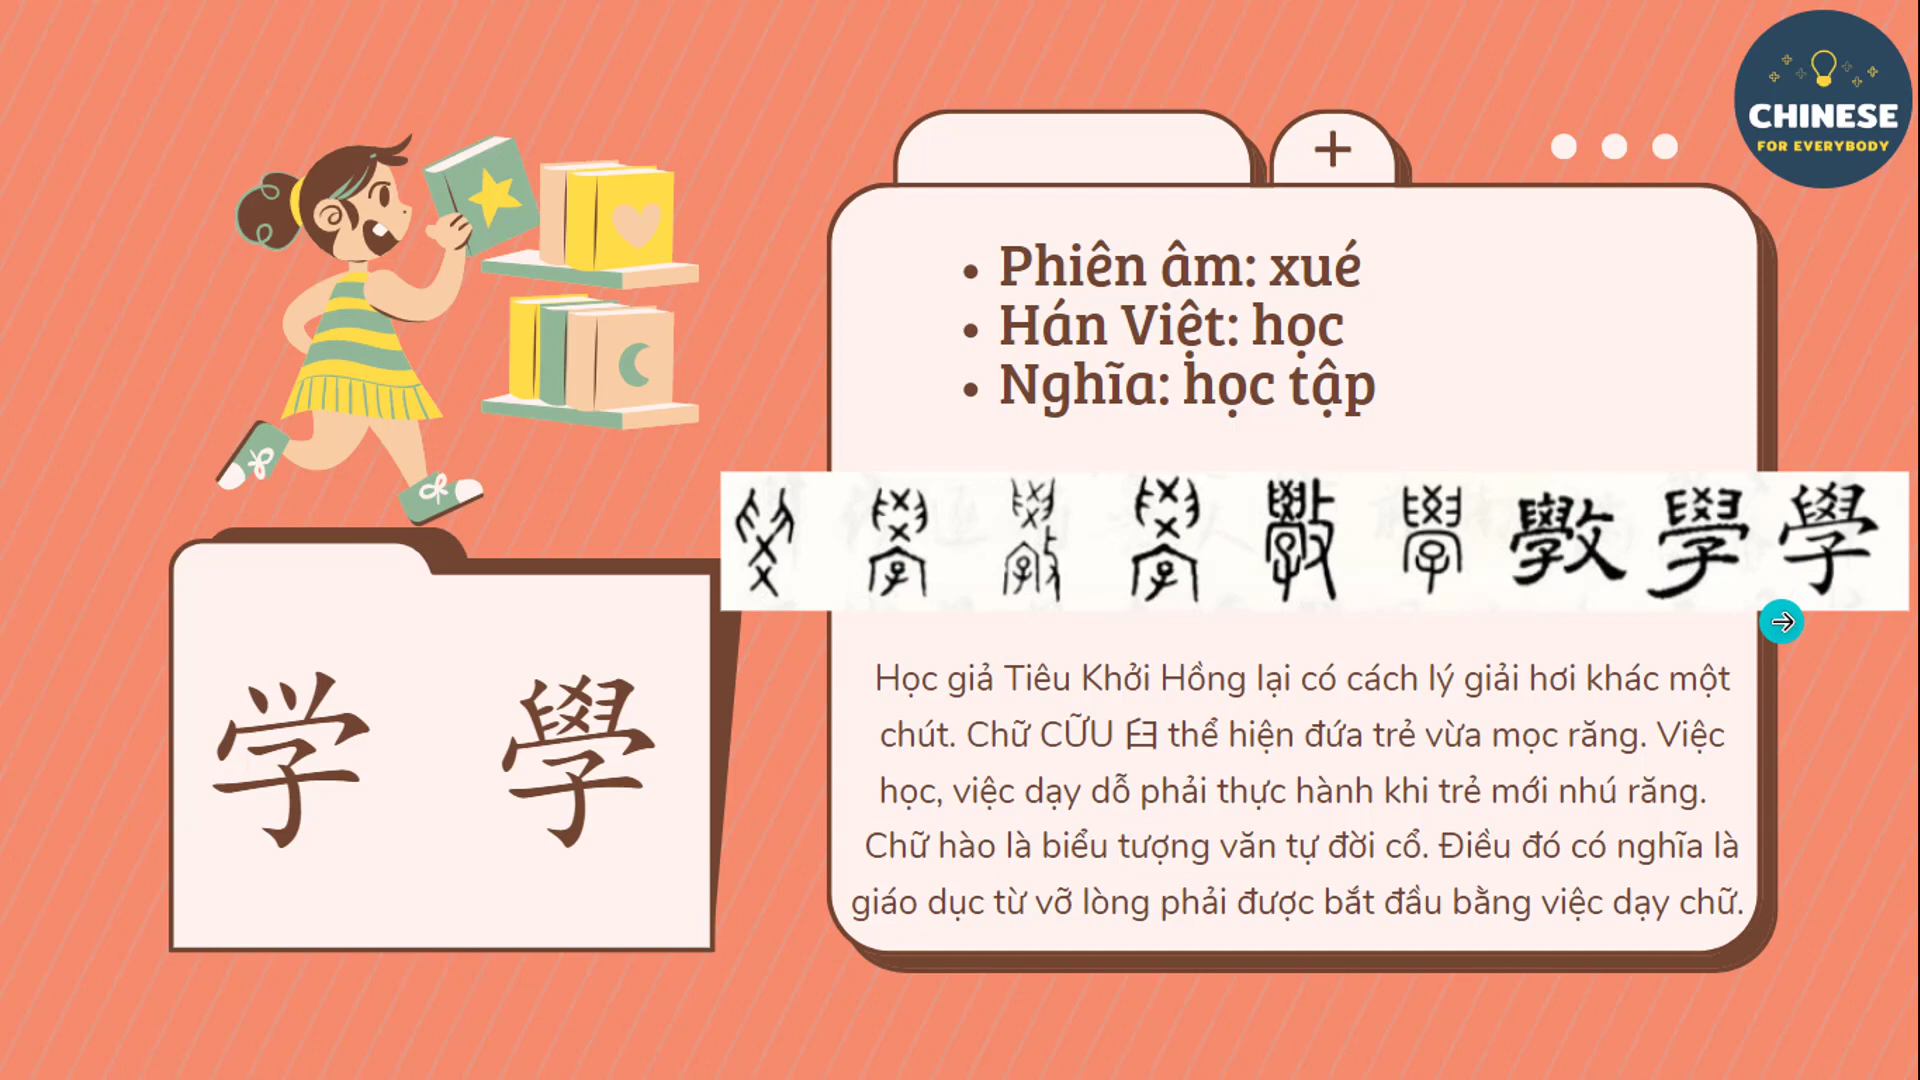 CHINESE
FOR EVERYBODY
+
• Phiên âm: xué
• Hán Việt: học
• Nghĩa: học tập
学 學
Học giả Tiêu Khởi Hồng lại có cách lý giải hơi khác một
chút. Chữ CỮU 臼 thể hiện đứa trẻ vừa mọc răng. Việc
học, việc dạy dỗ phải thực hành khi trẻ mới nhú răng.
Chữ hào là biểu tượng văn tự đời cổ. Điều đó có nghĩa là
giáo dục từ vỡ lòng phải được bắt đầu bằng việc dạy chữ.